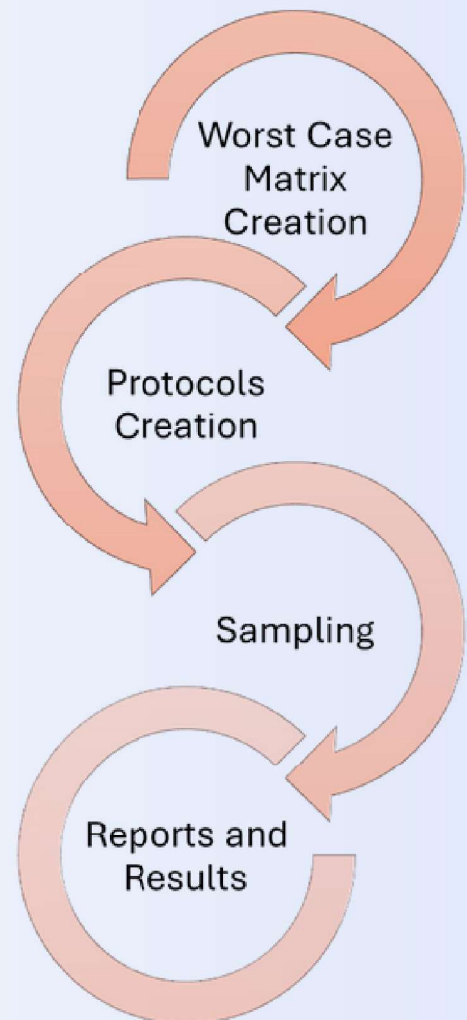 Worst Case
Matrix
Creation
Protocols
Creation
Sampling
Reports and
Results